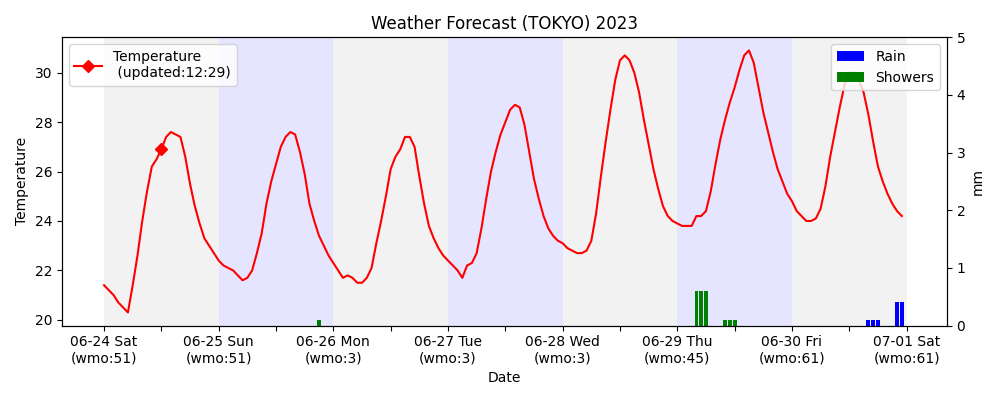 Weather Forecast (TOKYO) 2023
Temperature
(updated:12:29)
Rain
Showers
Temperature
30
28
26
24
22
20
5
4
3
2
1
0
mm
06-24 Sat
(wmo:51)
06-25 Sun
(wmo:51)
06-26 Mon
(wmo:3)
06-27 Tue
(wmo:3)
06-28 Wed
(wmo:3)
06-29 Thu
(wmo:45)
06-30 Fri
(wmo:61)
07-01 Sat
(wmo:61)
Date